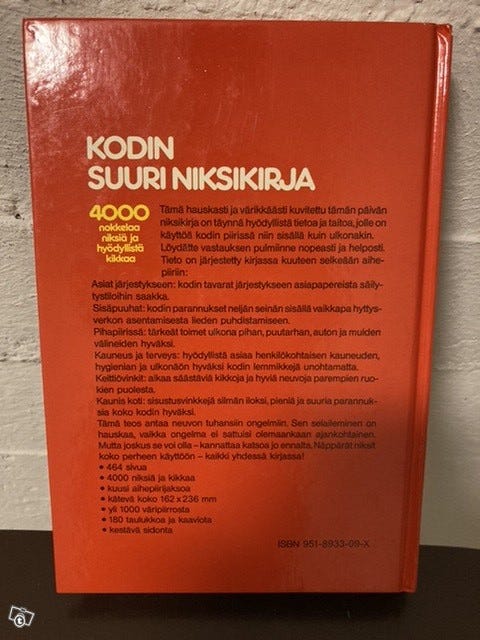 KODIN
SUURI NIKSIKIRJA
4000
nokkelaa
niksiä ja
hyödyllistä
kikkaa
Tämä hauskasti ja värikkäästi kuvitettu tämän päivän
niksikirja on täynnä hyödyllistä tietoa ja taitoa, jolle on
käyttöä kodin piirissä niin sisällä kuin ulkonakin.
Löydätte vastauksen pulmiinne nopeasti ja helposti.
Tieto on järjestetty kirjassa kuuteen selkeään aihe-
piiriin:
Asiat järjestykseen: kodin tavarat järjestykseen asiapapereista säily-
tystiloihin saakka.
Sisäpuuhat: kodin parannukset neljän seinän sisällä vaikkapa hyttys-
verkon asentamisesta lieden puhdistamiseen.
Pihapiirissä: tärkeät toimet ulkona pihan, puutarhan, auton ja muiden
välineiden hyväksi.
Kauneus ja terveys: hyödyllistä asiaa henkilökohtaisen kauneuden,
hygienian ja ulkonäön hyväksi kodin lemmikkejä unohtamatta.
Keittiövinkit: aikaa säästäviä kikkoja ja hyviä neuvoja parempien ruo-
kien puolesta.
Kaunis koti: sisustusvinkkejä silmän iloksi, pieniä ja suuria parannuk-
sia koko kodin hyväksi.
Tämä teos antaa neuvon tuhansiin ongelmiin. Sen selaileminen on
hauskaa, vaikka ongelma ei sattuisi olemaankaan ajankohtainen.
Mutta joskus se voi olla – kannattaa katsoa jo ennalta. Näppärät niksit
koko perheen käyttöön – kaikki yhdessä kirjassa!
• 464 sivua
• 4000 niksiä ja kikkaa
• kuusi aihepiirijaksoa
• kätevä koko 162 x 236 mm
• yli 1000 väripiirrosta
• 180 taulukkoa ja kaaviota
• kestävä sidonta
ISBN 951-8933-09-X